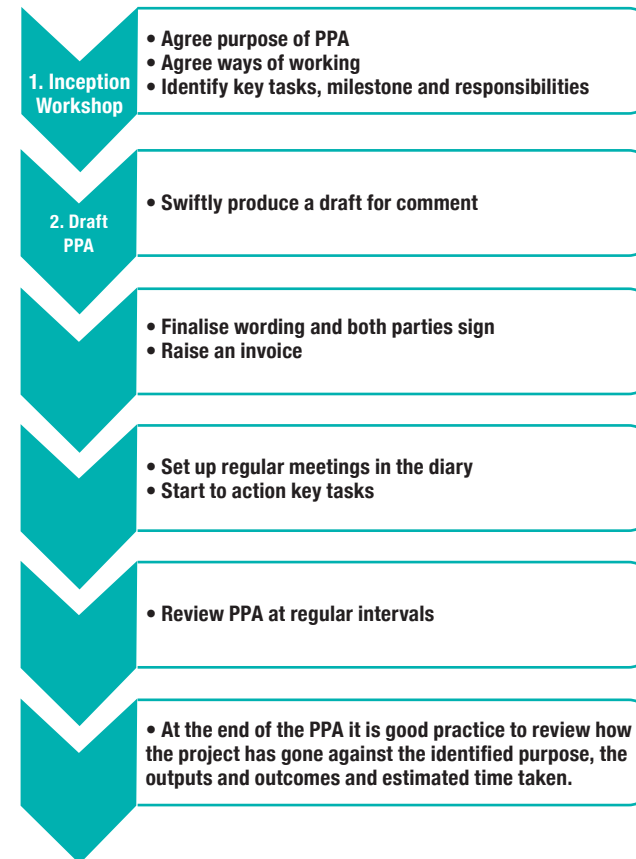 1. Inception
Workshop
• Agree purpose of PPA
• Agree ways of working
• Identify key tasks, milestone and responsibilities
2. Draft
PPA
• Swiftly produce a draft for comment
• Finalise wording and both parties sign
• Raise an invoice
• Set up regular meetings in the diary
• Start to action key tasks
• Review PPA at regular intervals
• At the end of the PPA it is good practice to review how
the project has gone against the identified purpose, the
outputs and outcomes and estimated time taken.